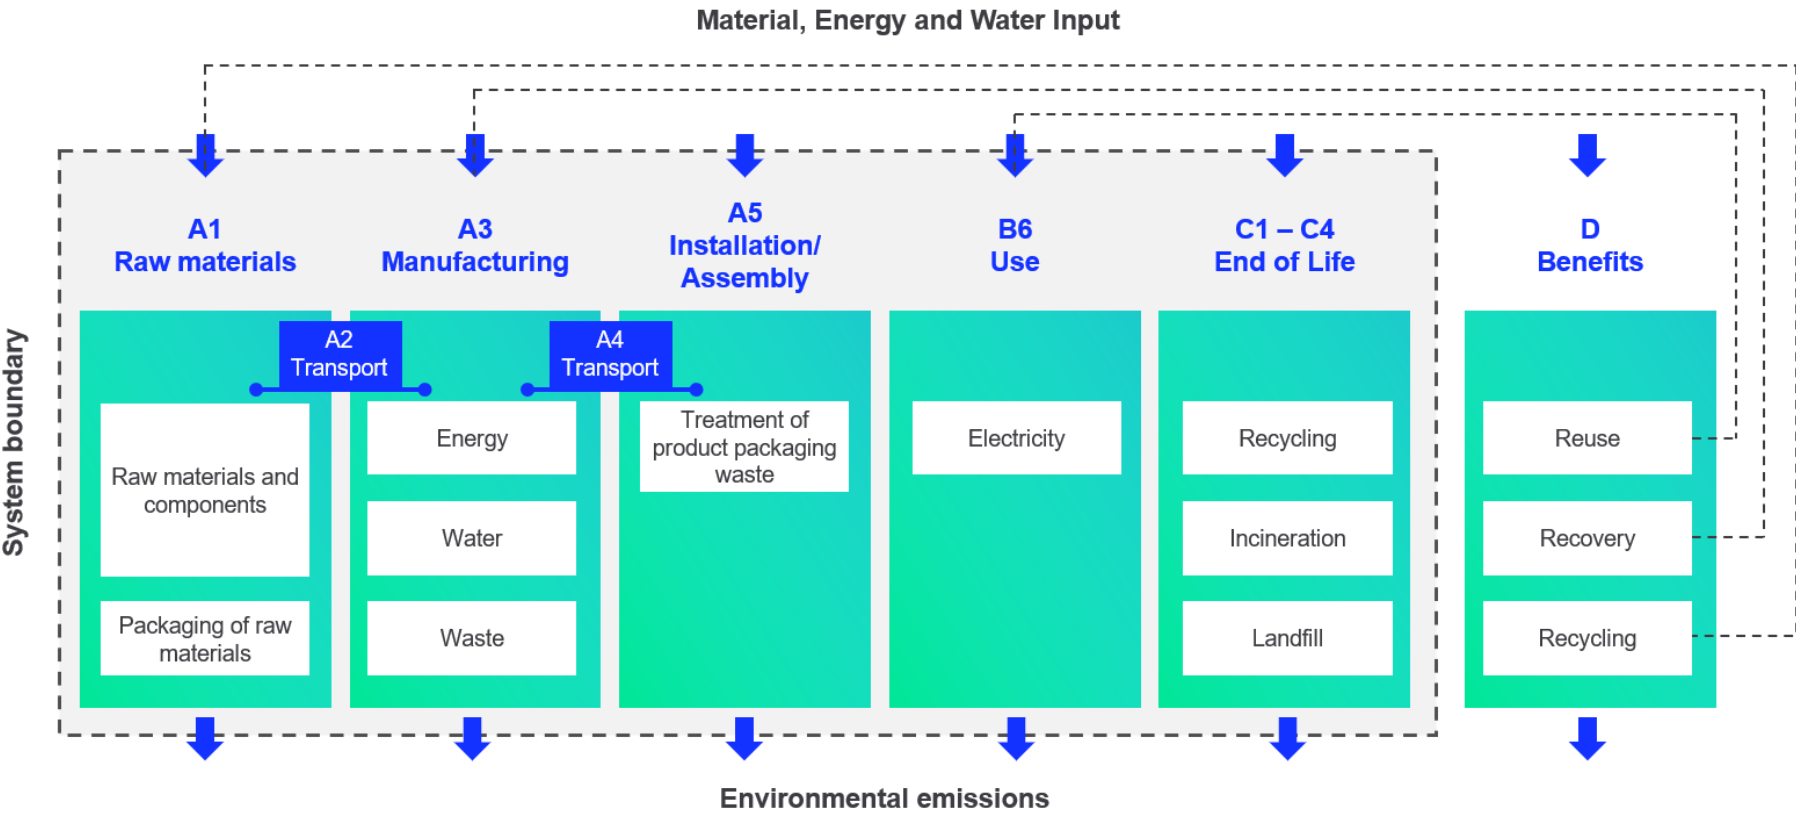 Material, Energy and Water Input
A1
Raw materials
A3
Manufacturing
A5
Installation/
Assembly
B6
Use
C1 – C4
End of Life
D
Benefits
System boundary
A2
Transport
A4
Transport
Raw materials and
components
Packaging of raw
materials
Energy
Water
Waste
Treatment of
product packaging
waste
Electricity
Recycling
Incineration
Landfill
Reuse
Recovery
Recycling
Environmental emissions